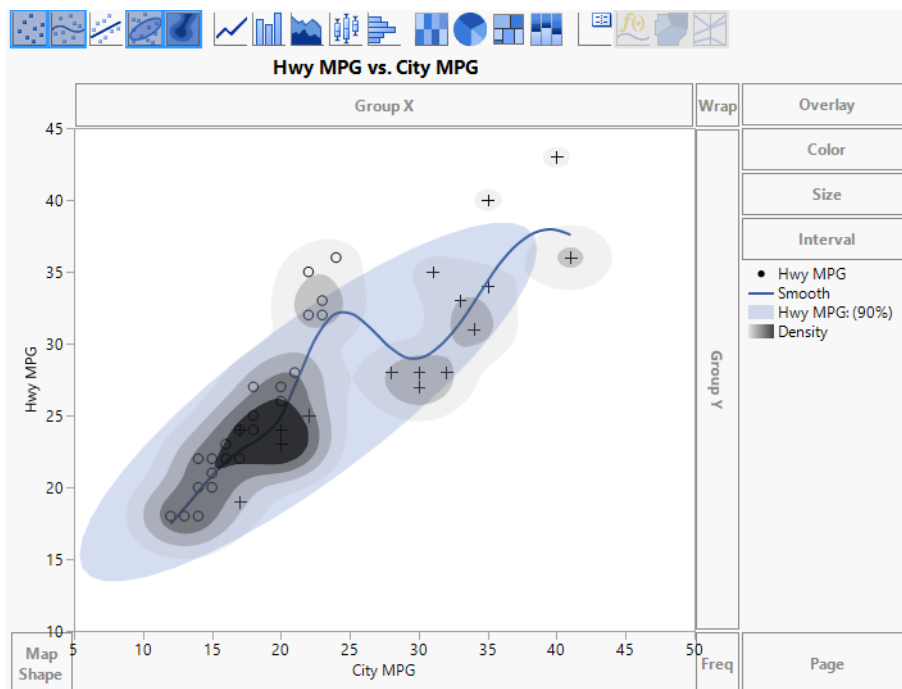 f(x)
Hwy MPG vs. City MPG
Group X
Wrap
Overlay
Color
Size
Interval
Hwy MPG
Smooth
Hwy MPG: (90%)
Density
Group Y
45
40
35
30
25
20
15
10
Hwy MPG
5 10 15 20 25 30 35 40 45 50
City MPG
Map
Shape
Freq
Page